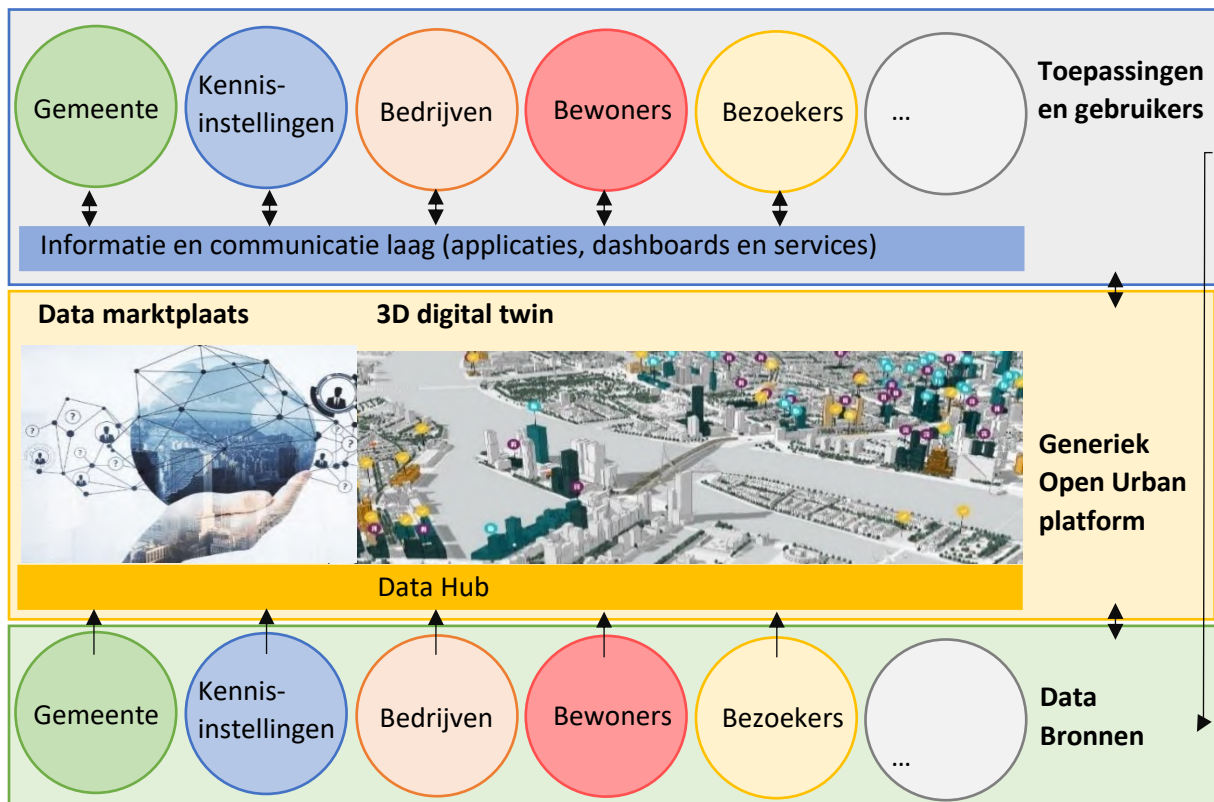 Gemeente
Kennis-
instellingen
Bedrijven
Bewoners
Bezoekers
...
Toepassingen
en gebruikers
Informatie en communicatie laag (applicaties, dashboards en services)
Data marktplaats
3D digital twin
Generiek
Open Urban
platform
Data Hub
Gemeente
Kennis-
instellingen
Bedrijven
Bewoners
Bezoekers
...
Data
Bronnen